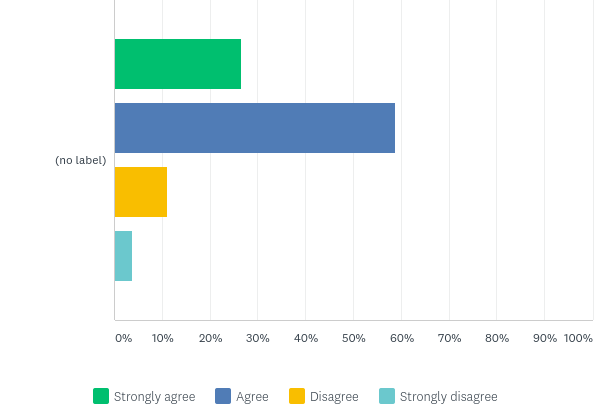 (no label)
0% 10% 20% 30% 40% 50% 60% 70% 80% 90% 100%
Strongly agree Agree Disagree Strongly disagree